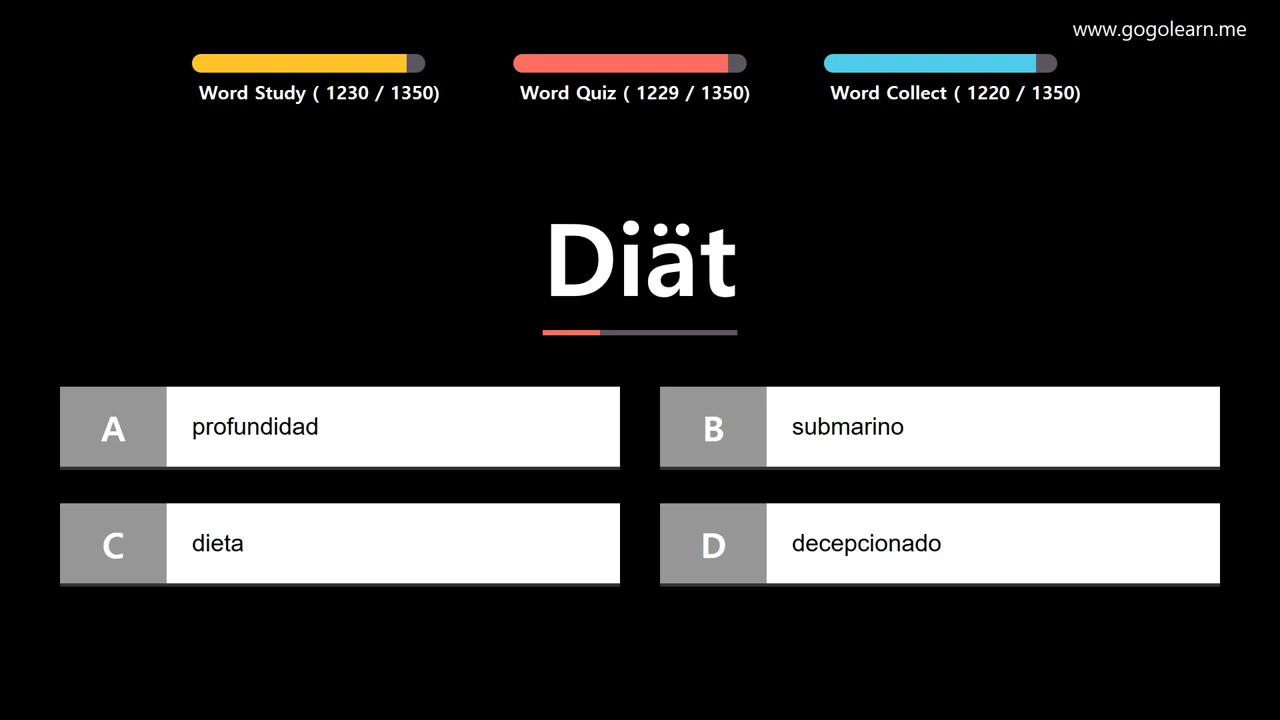 www.gogolearn.me
Word Study ( 1230 / 1350)
Word Quiz ( 1229 / 1350)
Word Collect ( 1220 / 1350)
Diät
A profundidad
B submarino
C dieta
D decepcionado